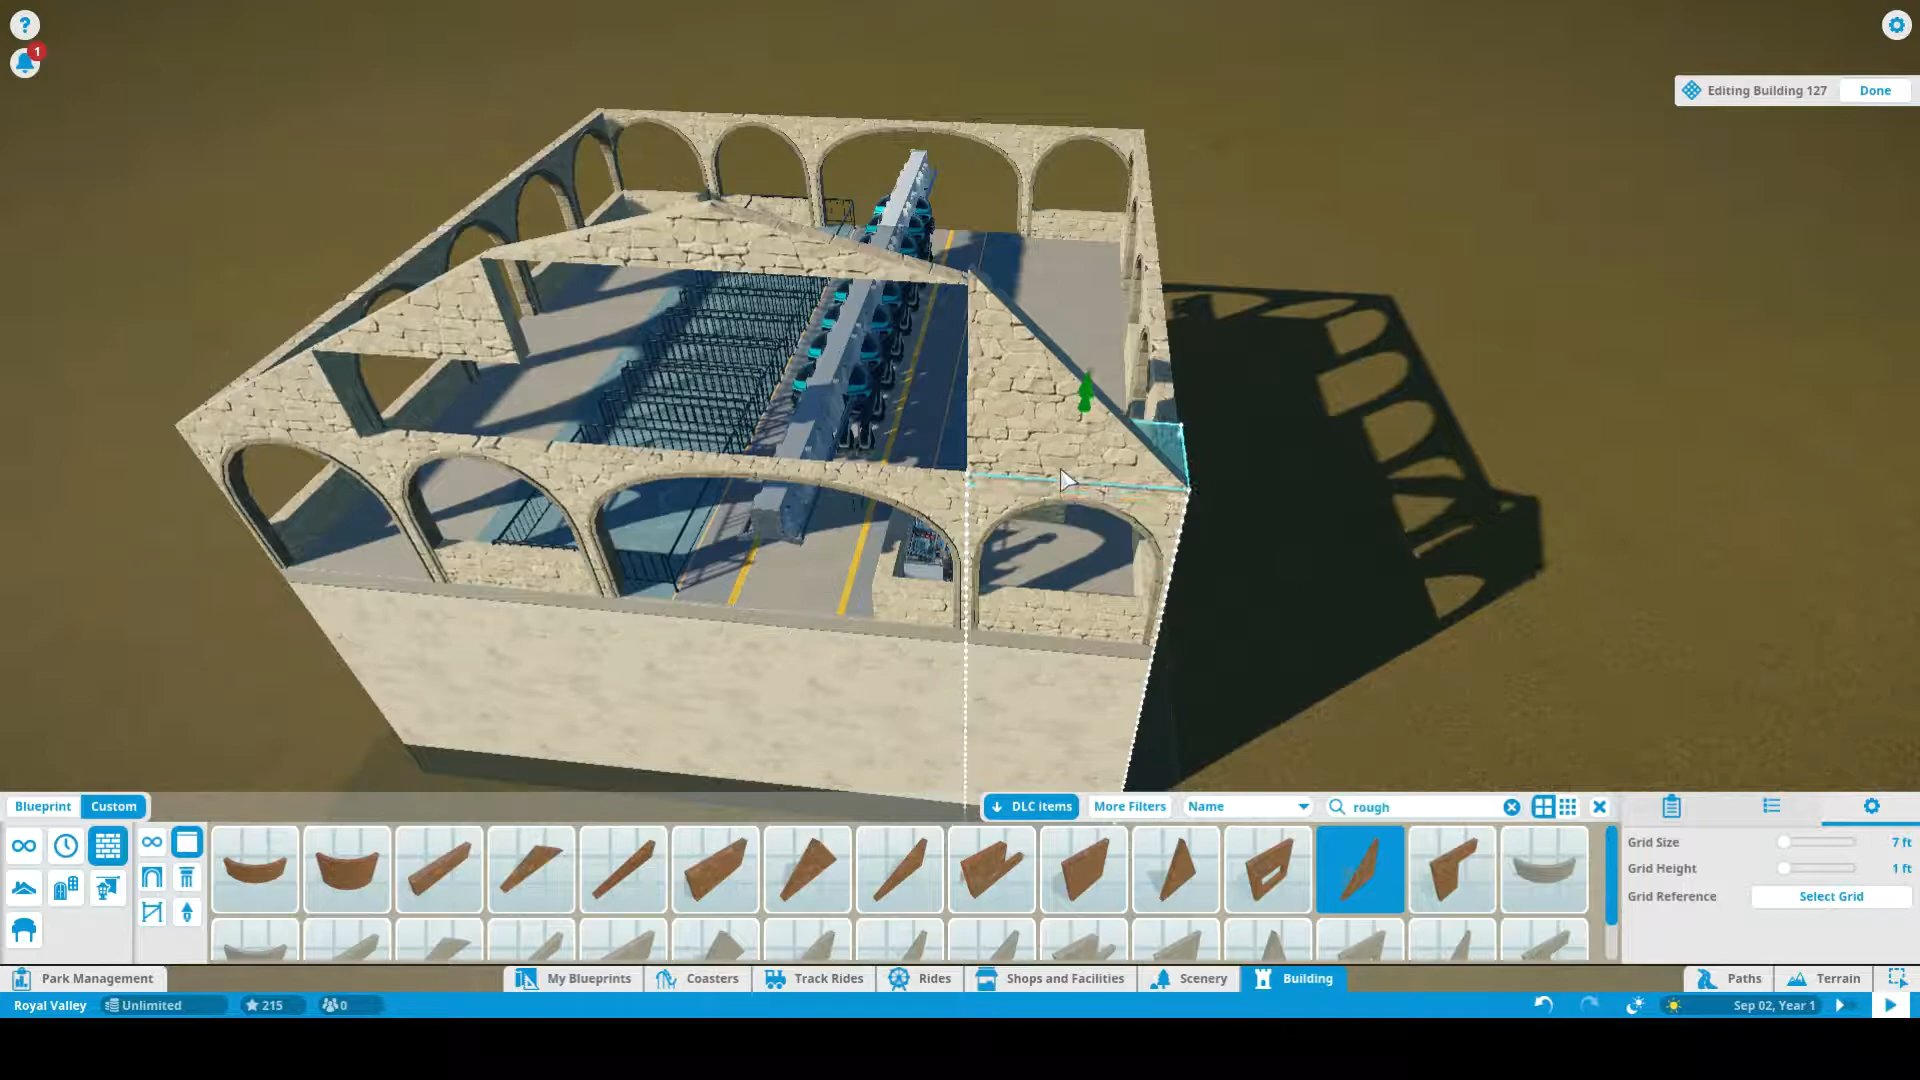 ?
1
Editing Building 127
Done
Blueprint
Custom
DLC items
More Filters
Name
rough
Grid Size
7 ft
Grid Height
1 ft
Grid Reference
Select Grid
Park Management
My Blueprints
Coasters
Track Rides
Rides
Shops and Facilities
Scenery
Building
Paths
Terrain
Royal Valley
Unlimited
215
0
Sep 02, Year 1